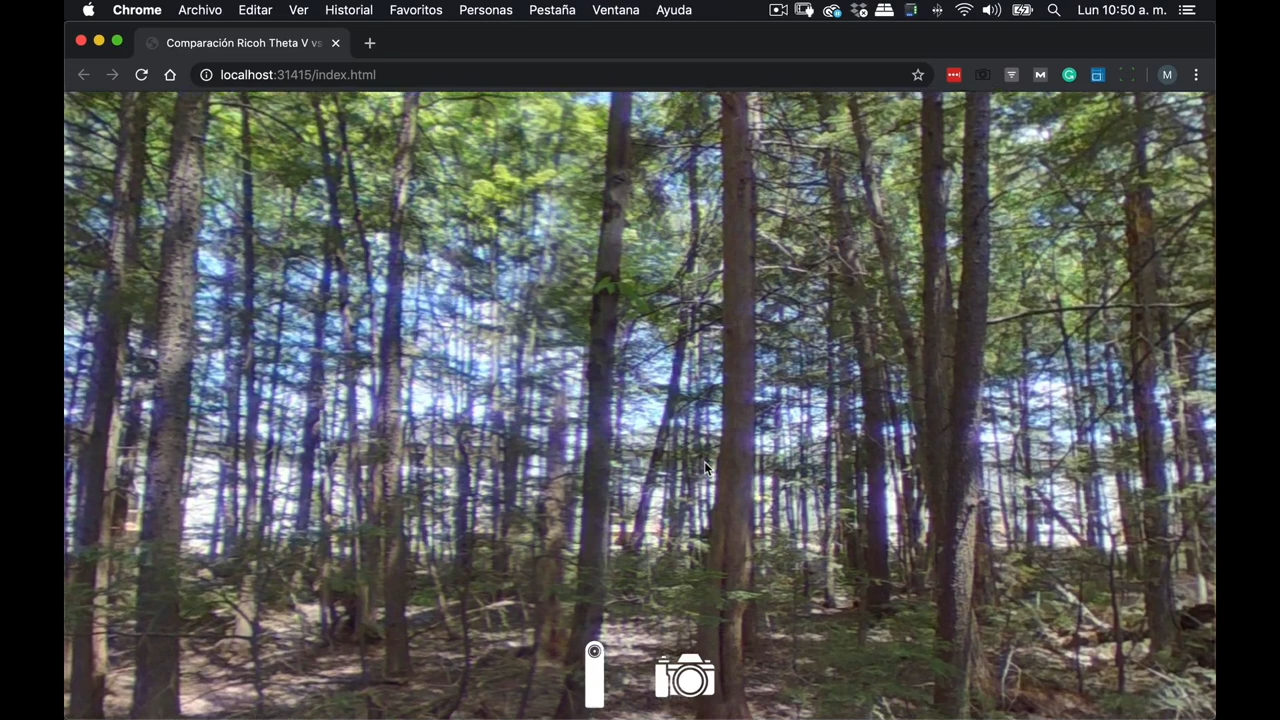 Chrome Archivo Editar Ver Historial Favoritos Personas Pestaña Ventana Ayuda Lun 10:50 a. m.
Comparación Ricoh Theta V vs
localhost:31415/index.html
M M